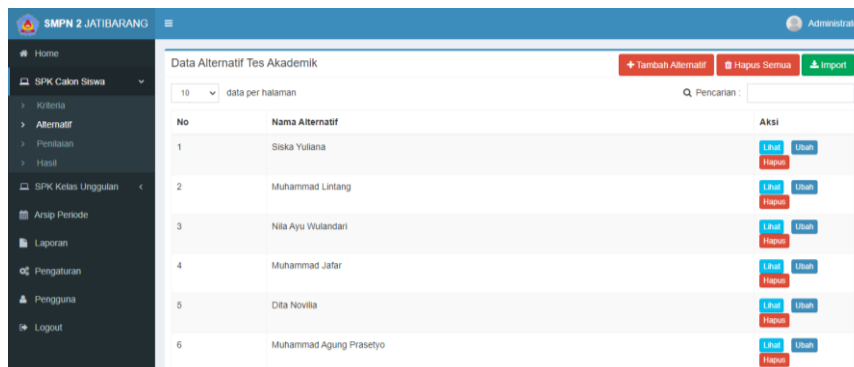 SMPN 2 JATIBARANG
Administrat
Home
SPK Calon Siswa
Kriteria
Alternatif
Penilaian
Hasil
SPK Kelas Unggulan
Arsip Periode
Laporan
Pengaturan
Pengguna
Logout
Data Alternatif Tes Akademik
Tambah Alternatif Hapus Semua Import
10 data per halaman Pencarian :
No Nama Alternatif Aksi
1 Siska Yuliana Lihat Ubah
Hapus
2 Muhammad Lintang Lihat Ubah
Hapus
3 Nila Ayu Wulandari Lihat Ubah
Hapus
4 Muhammad Jafar Lihat Ubah
Hapus
5 Dita Novilia Lihat Ubah
Hapus
6 Muhammad Agung Prasetyo Lihat Ubah
Hapus